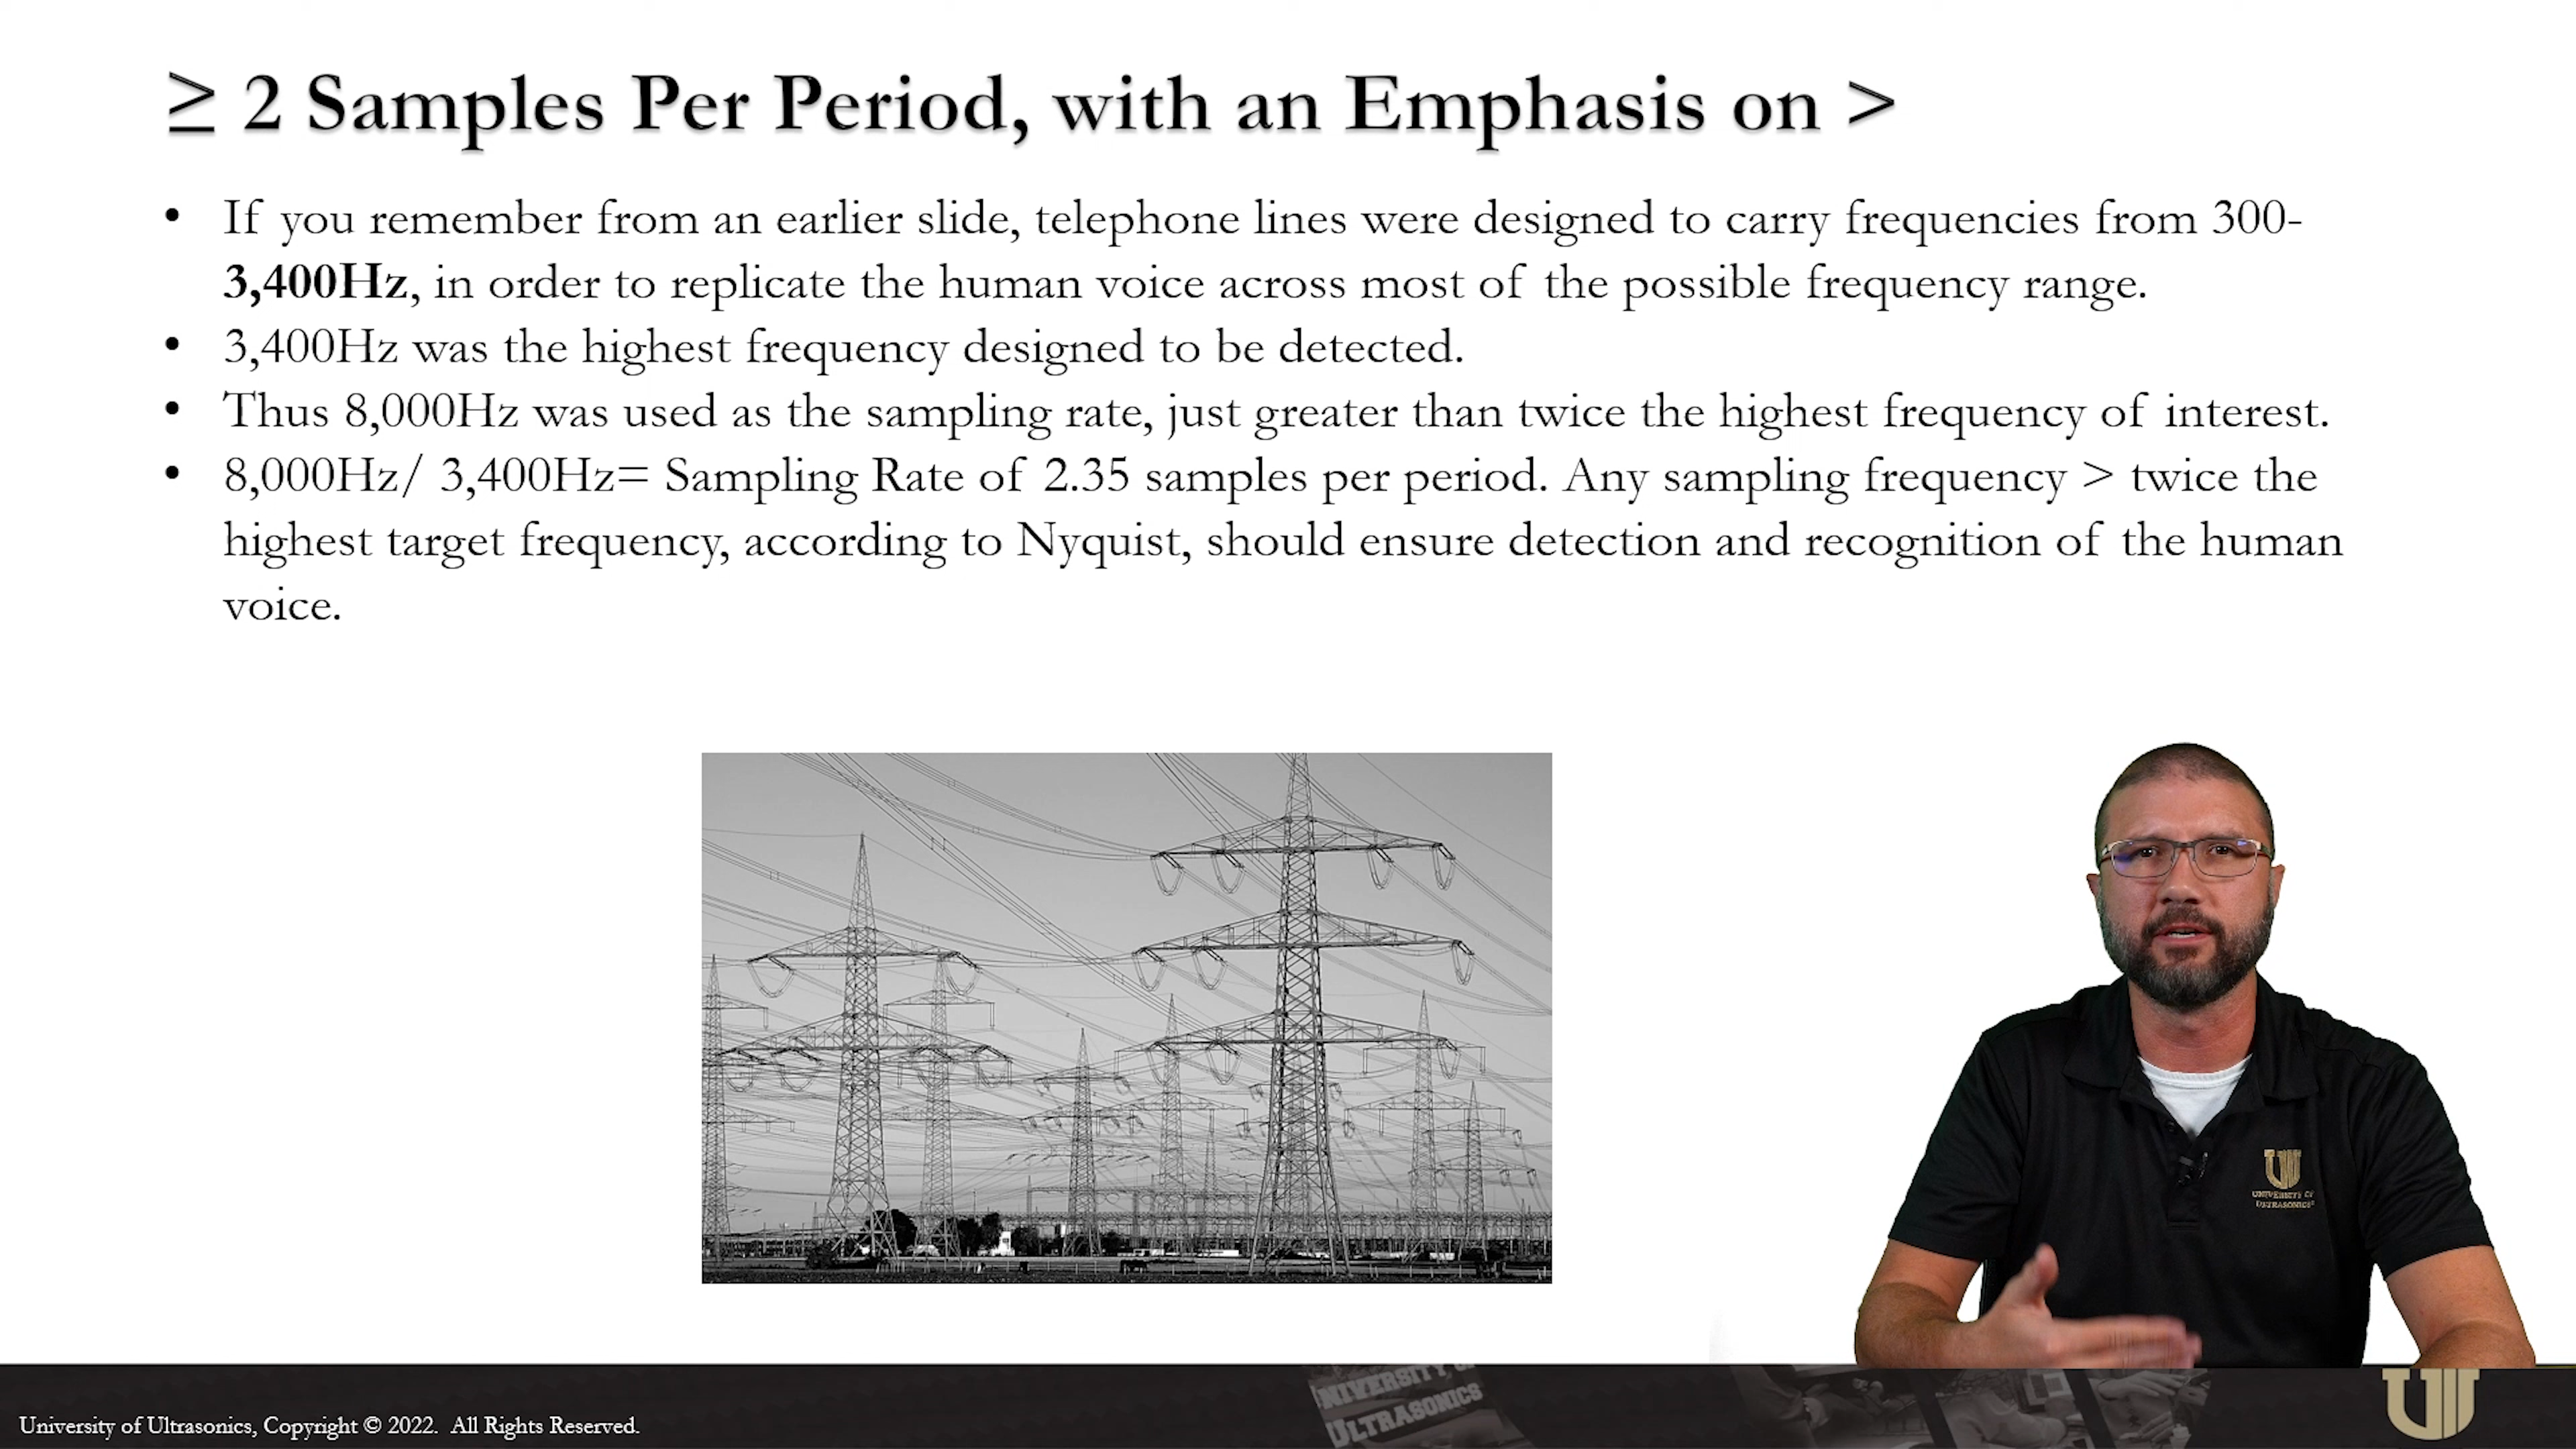 ≥ 2 Samples Per Period, with an Emphasis on >
• If you remember from an earlier slide, telephone lines were designed to carry frequencies from 300-
3,400Hz, in order to replicate the human voice across most of the possible frequency range.
• 3,400Hz was the highest frequency designed to be detected.
• Thus 8,000Hz was used as the sampling rate, just greater than twice the highest frequency of interest.
• 8,000Hz/ 3,400Hz= Sampling Rate of 2.35 samples per period. Any sampling frequency > twice the
highest target frequency, according to Nyquist, should ensure detection and recognition of the human
voice.
UNIVERSITY OF
ULTRASONICS
NIVERSITY
ULTRASONICS
University of Ultrasonics, Copyright © 2022. All Rights Reserved.